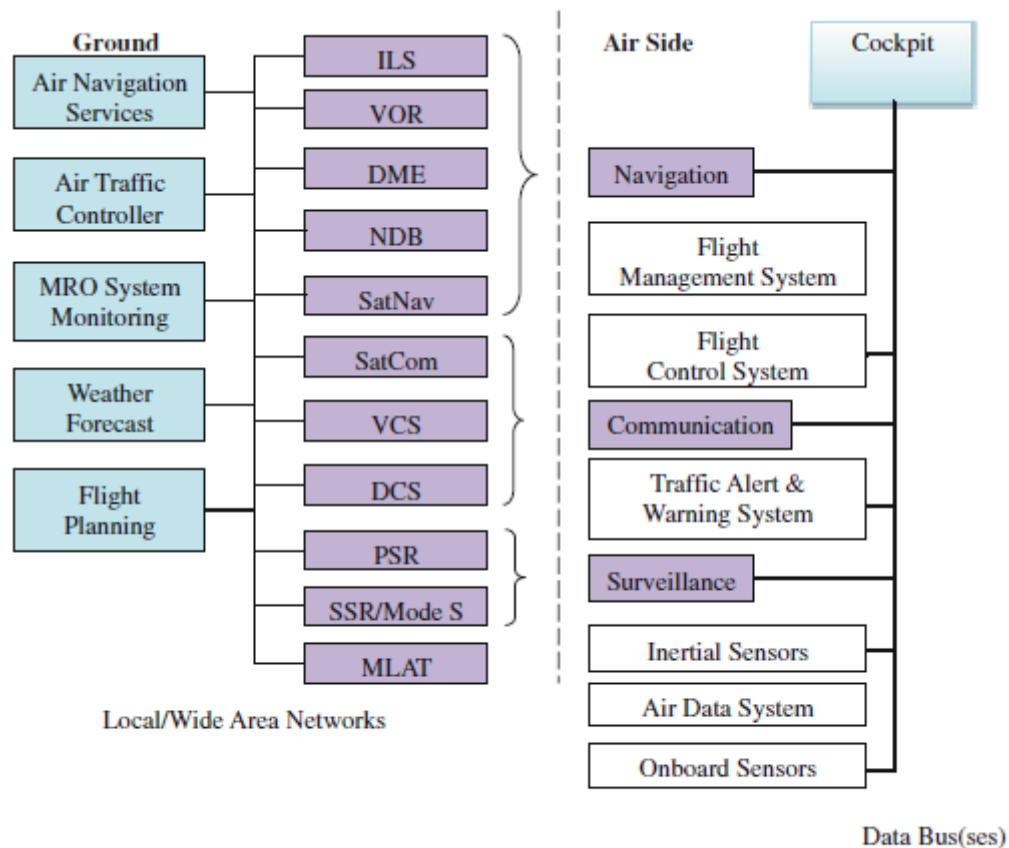 Ground
Air Navigation
Services
Air Traffic
Controller
MRO System
Monitoring
Weather
Forecast
Flight
Planning
ILS
VOR
DME
NDB
SatNav
SatCom
VCS
DCS
PSR
SSR/Mode S
MLAT
Local/Wide Area Networks
Air Side
Cockpit
Navigation
Flight
Management System
Flight
Control System
Communication
Traffic Alert &
Warning System
Surveillance
Inertial Sensors
Air Data System
Onboard Sensors
Data Bus(ses)